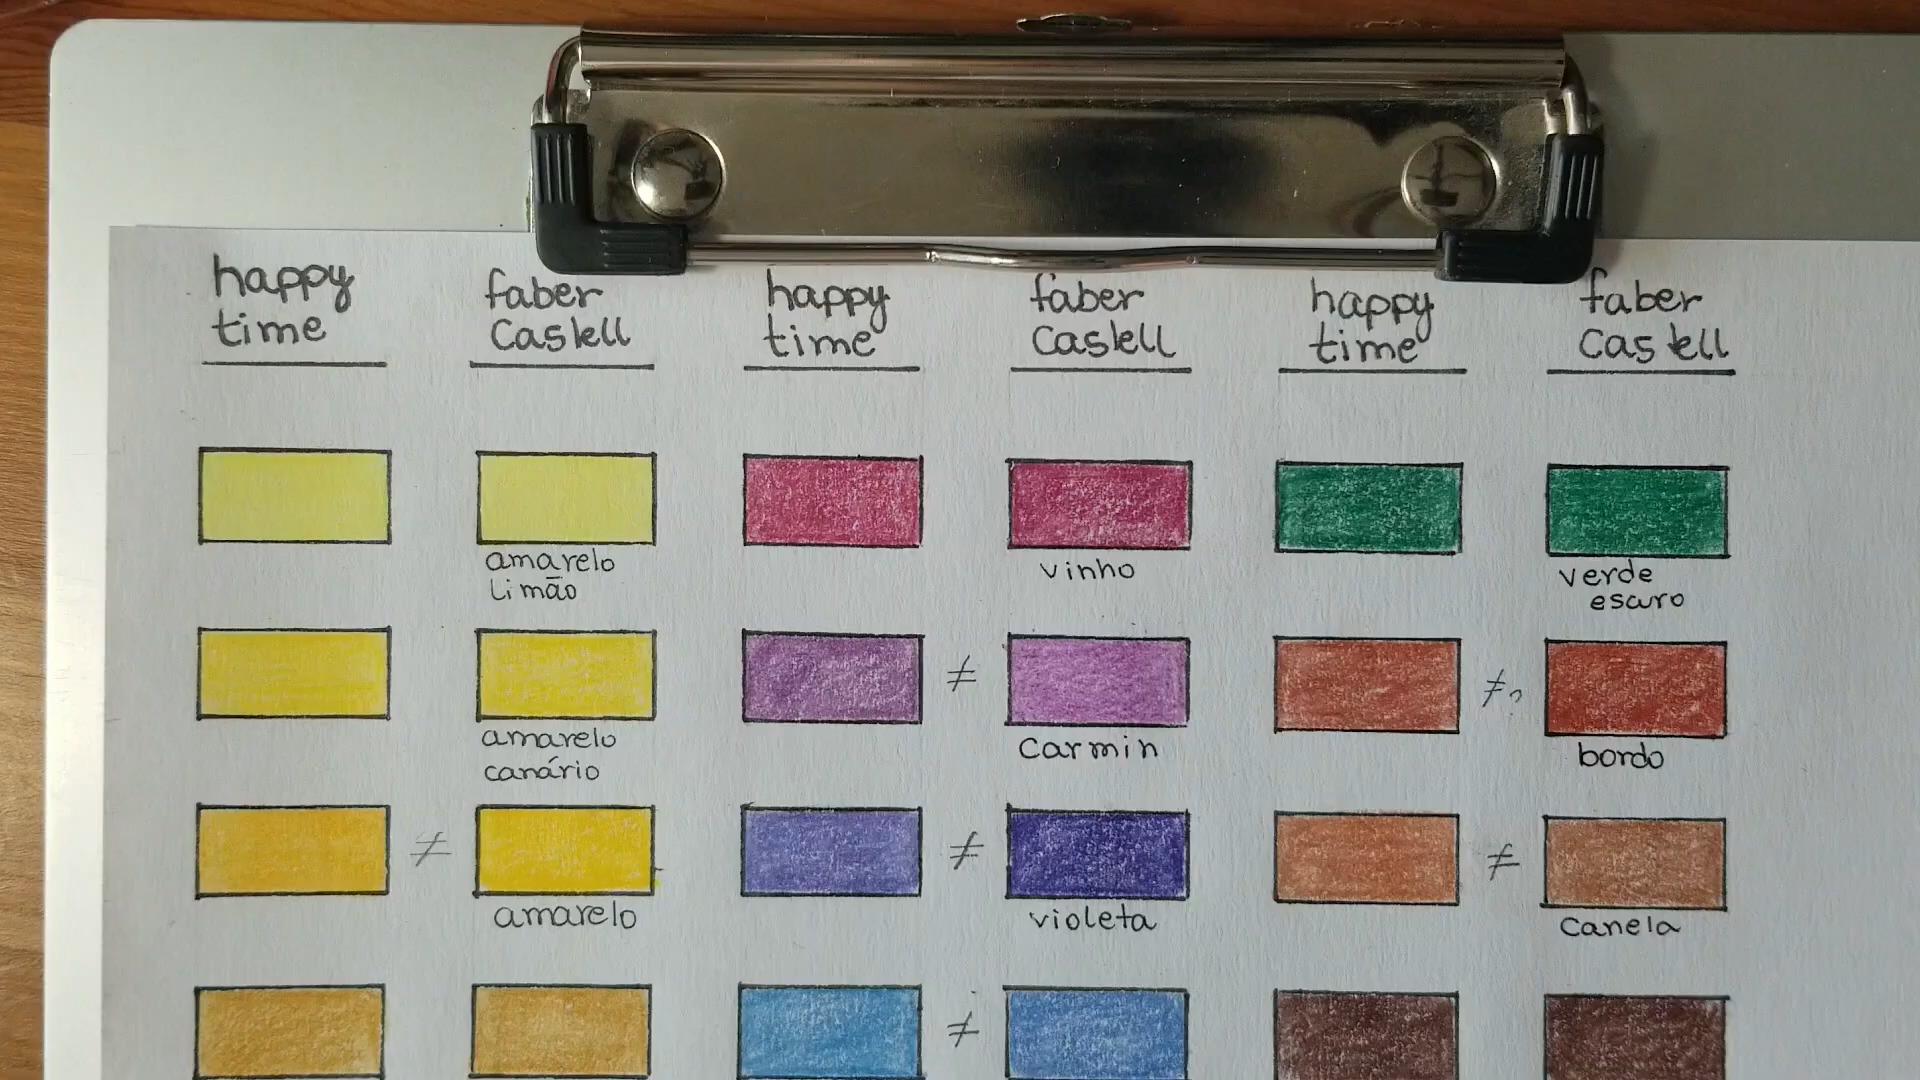 happy
time
faber
Castell
happy
time
faber
Castell
happy
time
faber
Castell
amarelo
limão
vinho
verde
escuro
amarelo
canário
≠
carmin
≠?
bordo
≠
amarelo
≠
violeta
≠
canela
≠